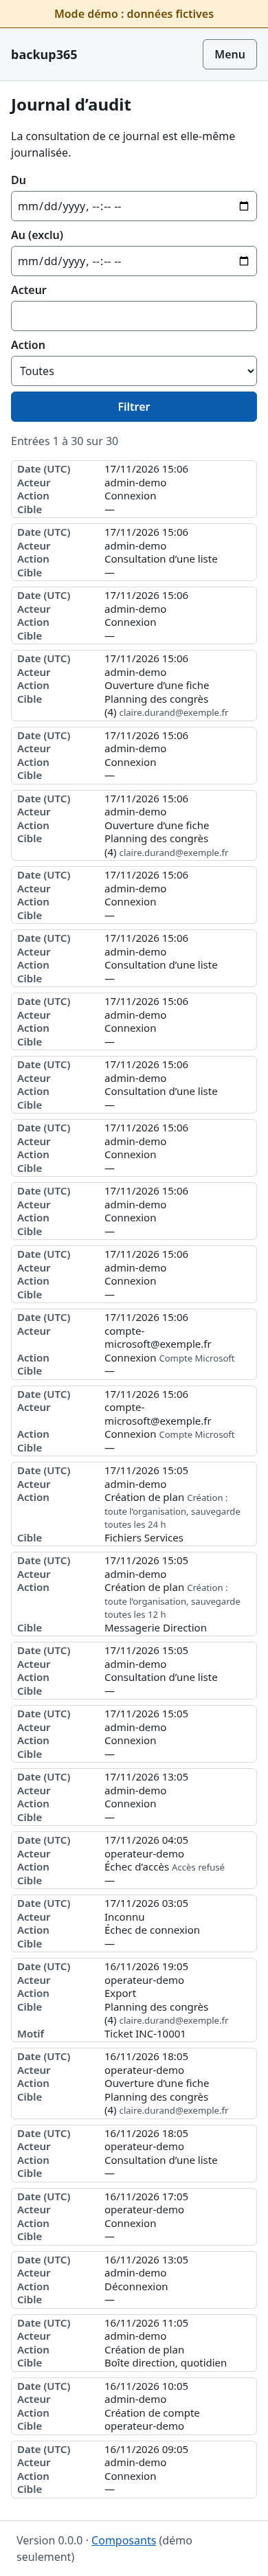 Mode démo : données fictives
backup365
Menu
Journal d’audit
La consultation de ce journal est elle-même
journalisée.
Du
mm/dd/yyyy, --:-- --
Au (exclu)
mm/dd/yyyy, --:-- --
Acteur
Action
Toutes
Filtrer
Entrées 1 à 30 sur 30
Date (UTC) 17/11/2026 15:06
Acteur admin-demo
Action Connexion
Cible —
Date (UTC) 17/11/2026 15:06
Acteur admin-demo
Action Consultation d’une liste
Cible —
Date (UTC) 17/11/2026 15:06
Acteur admin-demo
Action Connexion
Cible —
Date (UTC) 17/11/2026 15:06
Acteur admin-demo
Action Ouverture d’une fiche
Cible Planning des congrès
(4) claire.durand@exemple.fr
Date (UTC) 17/11/2026 15:06
Acteur admin-demo
Action Connexion
Cible —
Date (UTC) 17/11/2026 15:06
Acteur admin-demo
Action Ouverture d’une fiche
Cible Planning des congrès
(4) claire.durand@exemple.fr
Date (UTC) 17/11/2026 15:06
Acteur admin-demo
Action Connexion
Cible —
Date (UTC) 17/11/2026 15:06
Acteur admin-demo
Action Consultation d’une liste
Cible —
Date (UTC) 17/11/2026 15:06
Acteur admin-demo
Action Connexion
Cible —
Date (UTC) 17/11/2026 15:06
Acteur admin-demo
Action Consultation d’une liste
Cible —
Date (UTC) 17/11/2026 15:06
Acteur admin-demo
Action Connexion
Cible —
Date (UTC) 17/11/2026 15:06
Acteur admin-demo
Action Connexion
Cible —
Date (UTC) 17/11/2026 15:06
Acteur admin-demo
Action Connexion
Cible —
Date (UTC) 17/11/2026 15:06
Acteur compte-
microsoft@exemple.fr
Action Connexion Compte Microsoft
Cible —
Date (UTC) 17/11/2026 15:06
Acteur compte-
microsoft@exemple.fr
Action Connexion Compte Microsoft
Cible —
Date (UTC) 17/11/2026 15:05
Acteur admin-demo
Action Création de plan Création :
toute l’organisation, sauvegarde
toutes les 24 h
Cible Fichiers Services
Date (UTC) 17/11/2026 15:05
Acteur admin-demo
Action Création de plan Création :
toute l’organisation, sauvegarde
toutes les 12 h
Cible Messagerie Direction
Date (UTC) 17/11/2026 15:05
Acteur admin-demo
Action Consultation d’une liste
Cible —
Date (UTC) 17/11/2026 15:05
Acteur admin-demo
Action Connexion
Cible —
Date (UTC) 17/11/2026 13:05
Acteur admin-demo
Action Connexion
Cible —
Date (UTC) 17/11/2026 04:05
Acteur operateur-demo
Action Échec d’accès Accès refusé
Cible —
Date (UTC) 17/11/2026 03:05
Acteur Inconnu
Action Échec de connexion
Cible —
Date (UTC) 16/11/2026 19:05
Acteur operateur-demo
Action Export
Cible Planning des congrès
(4) claire.durand@exemple.fr
Motif Ticket INC-10001
Date (UTC) 16/11/2026 18:05
Acteur operateur-demo
Action Ouverture d’une fiche
Cible Planning des congrès
(4) claire.durand@exemple.fr
Date (UTC) 16/11/2026 18:05
Acteur operateur-demo
Action Consultation d’une liste
Cible —
Date (UTC) 16/11/2026 17:05
Acteur operateur-demo
Action Connexion
Cible —
Date (UTC) 16/11/2026 13:05
Acteur admin-demo
Action Déconnexion
Cible —
Date (UTC) 16/11/2026 11:05
Acteur admin-demo
Action Création de plan
Cible Boîte direction, quotidien
Date (UTC) 16/11/2026 10:05
Acteur admin-demo
Action Création de compte
Cible operateur-demo
Date (UTC) 16/11/2026 09:05
Acteur admin-demo
Action Connexion
Cible —
Version 0.0.0 · Composants (démo
seulement)